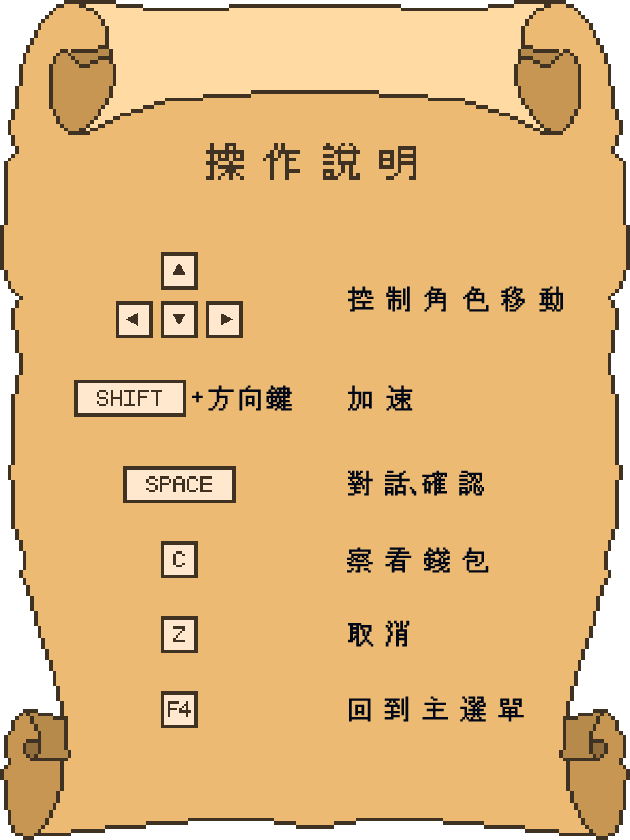 操作說明
▲
◀ ▼ ▶ 控制角色移動
SHIFT +方向鍵 加速
SPACE 對話、確認
C 察看錢包
Z 取消
F4 回到主選單